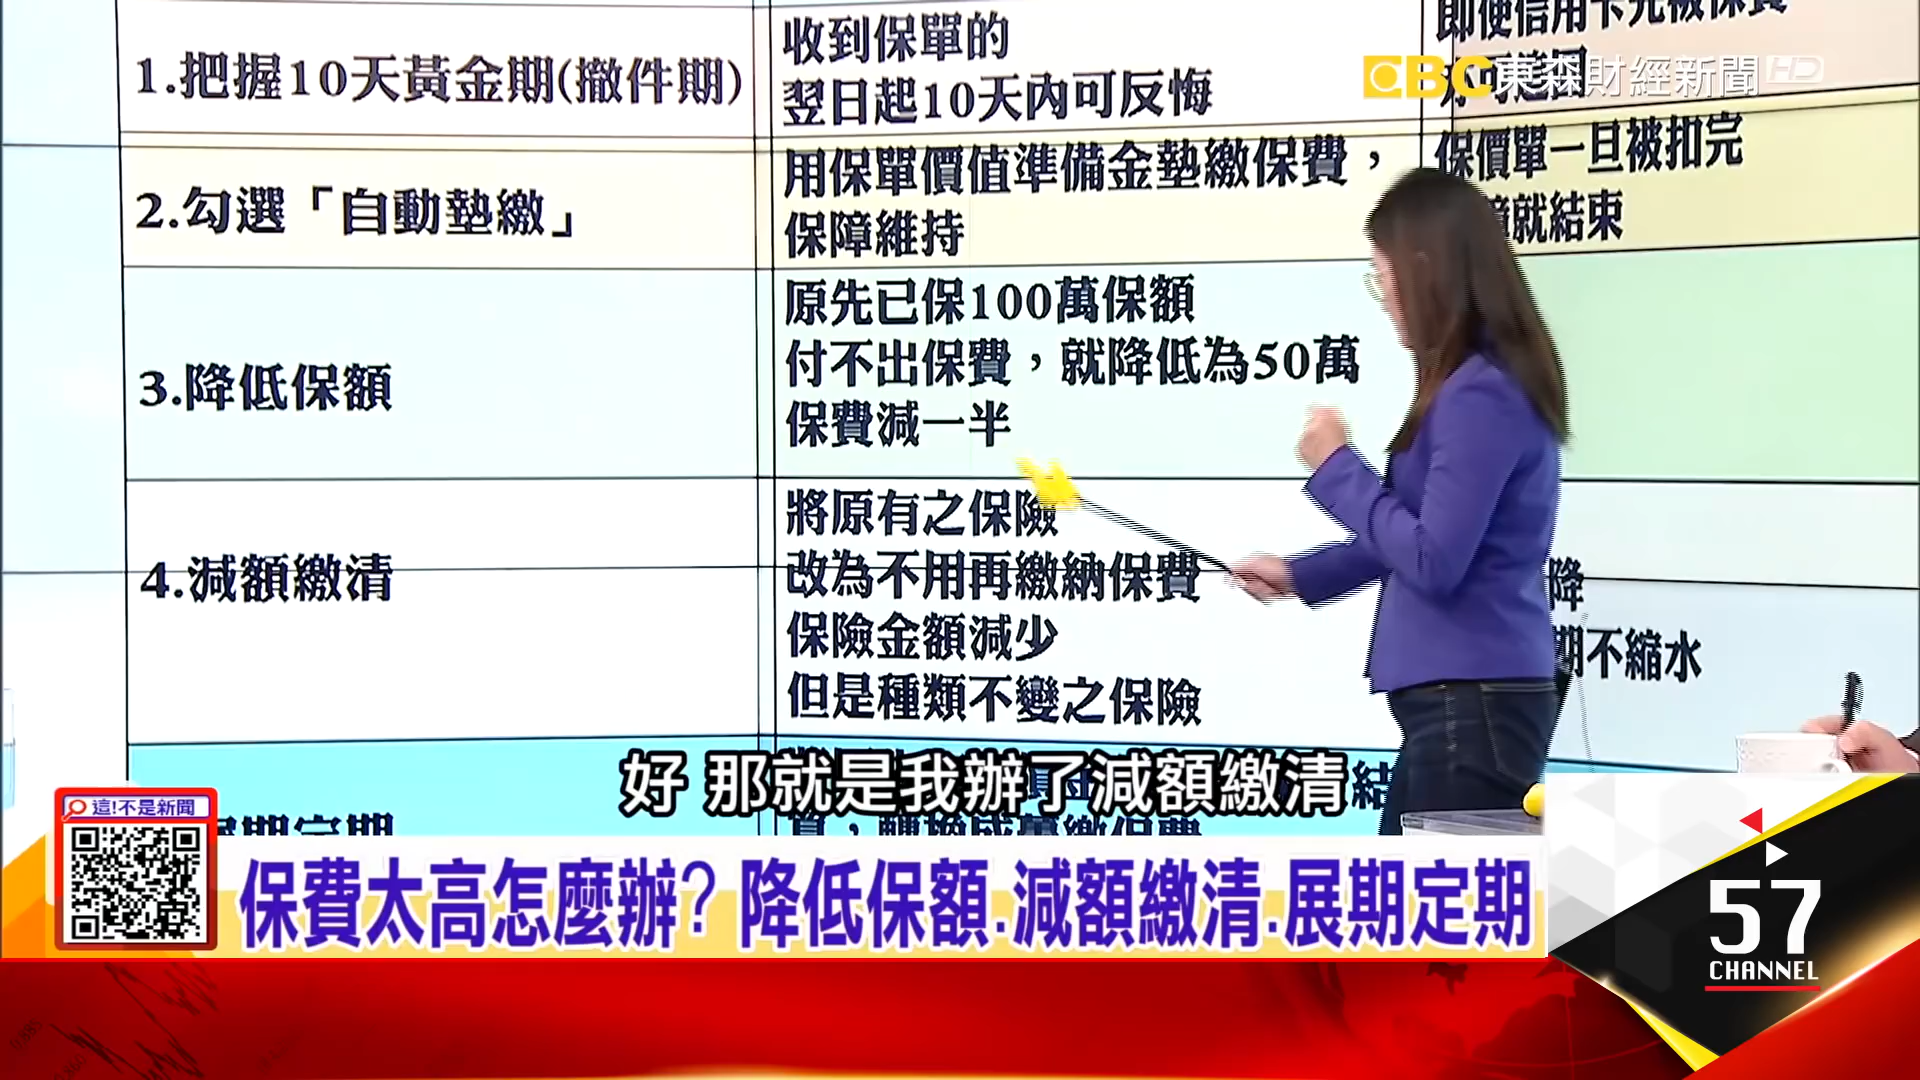 1.把握10天黃金期(撤件期)
收到保單的
翌日起10天內可反悔
EBC東森財經新聞HD
2.勾選「自動墊繳」
用保單價值準備金墊繳保費，
保障維持
保價單一旦被扣完
就結束
3.降低保額
原先已保100萬保額
付不出保費，就降低為50萬
保費減一半
4.減額繳清
將原有之保險
改為不用再繳納保費
保險金額減少
但是種類不變之保險
降
期不縮水
好 那就是我辦了減額繳清
這!不是新聞
保費太高怎麼辦? 降低保額.減額繳清.展期定期
57
CHANNEL